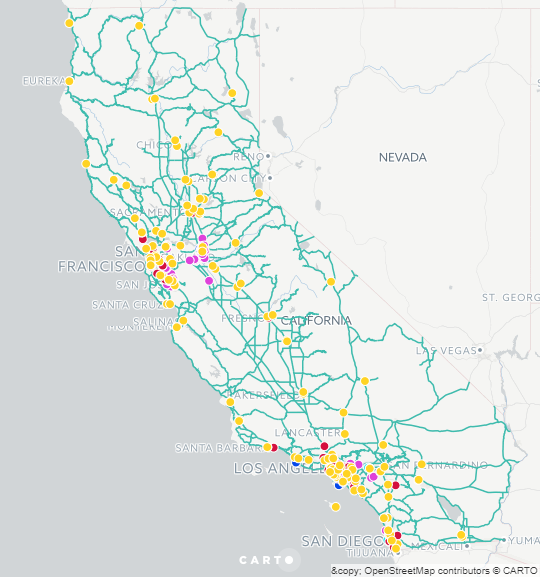 EUREKA
CHICO
RENO
NEVADA
CARSON CITY
SACRAMENTO
SAN
FRANCISCO
SAN JOSE
ST. GEORG
SANTA CRUZ
SALINAS
MONTEREY
FRESNO
CALIFORNIA
LAS VEGAS
BAKERSFIELD
LANCASTER
SANTA BARBAR
LOS ANGELES
SAN BERNARDINO
SAN DIEGO
YUMA
MEXICALI
TIJUANA
CARTO
&copy; OpenStreetMap contributors © CARTO